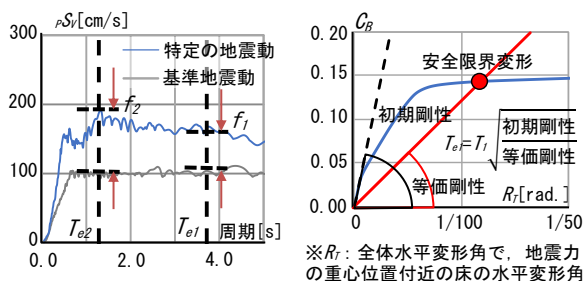 pSv[cm/s]
300
200
100
0
0.0
2.0
4.0
特定の地震動
基準地震動
f2
f1
Te2
Te1
周期[s]
CB
0.20
0.15
0.10
0.05
0.00
0
1/100
1/50
安全限界変形
Te1=T1 √
初期剛性
等価剛性
初期剛性
等価剛性
RT[rad.]
※RT: 全体水平変形角で, 地震力
の重心位置付近の床の水平変形角